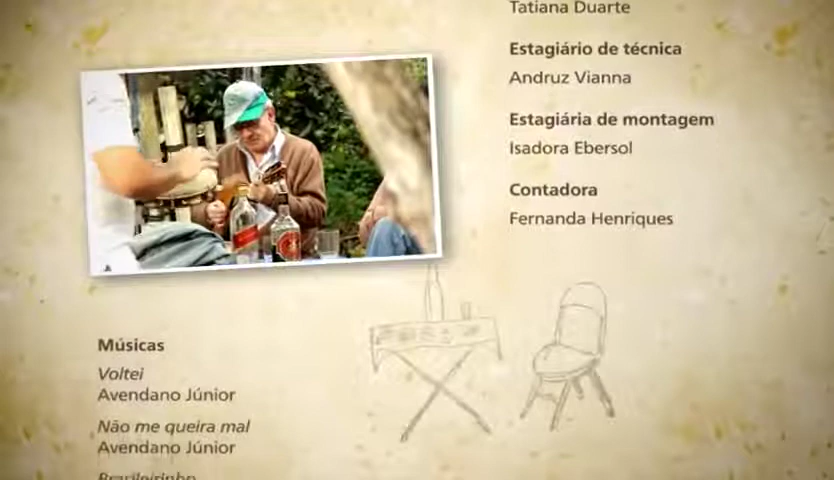 Tatiana Duarte
Estagiário de técnica
Andruz Vianna
Estagiária de montagem
Isadora Ebersol
Contadora
Fernanda Henriques
Músicas
Voltei
Avendano Júnior
Não me queira mal
Avendano Júnior
Brasileirinho